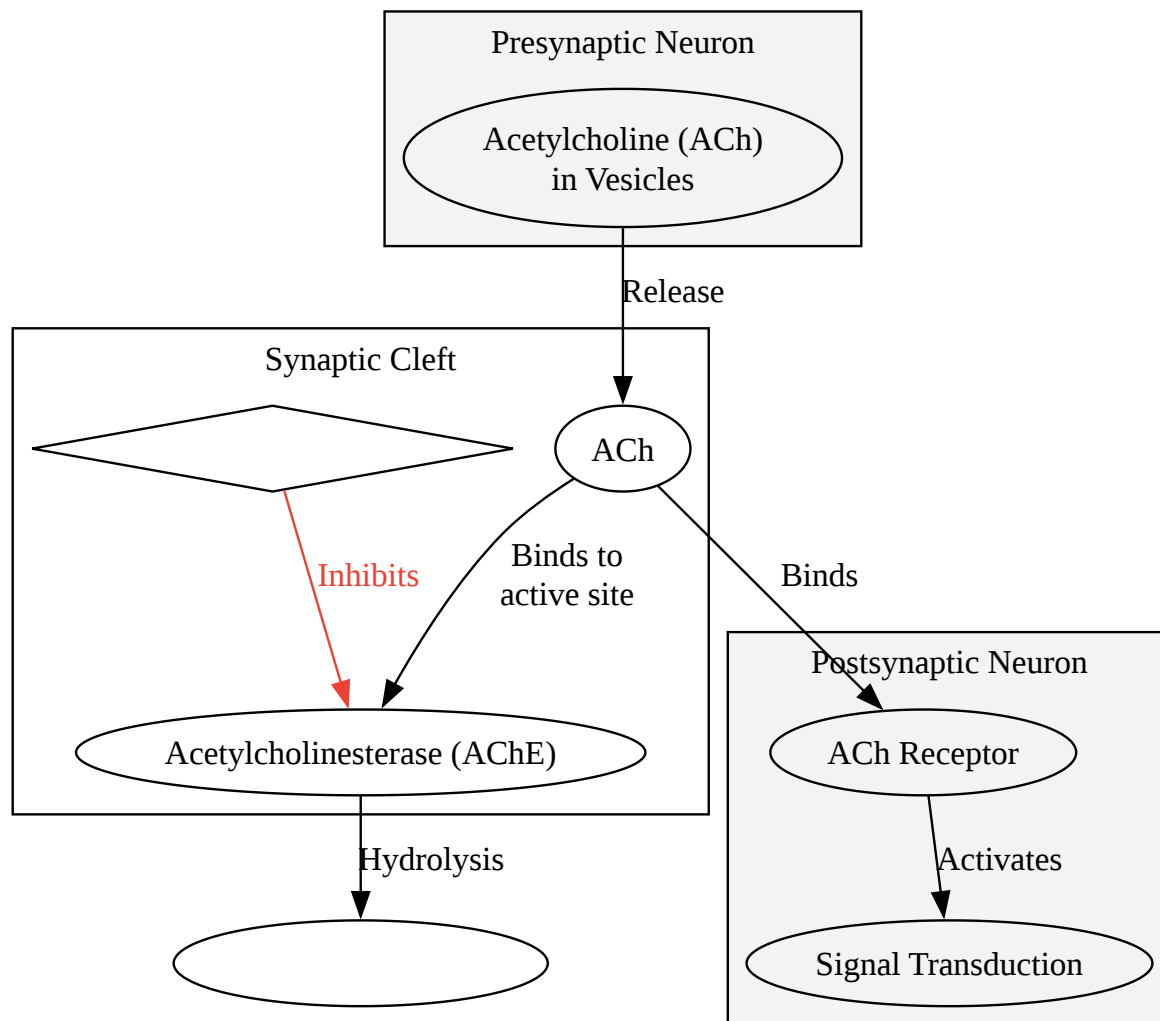 Presynaptic Neuron
Acetylcholine (ACh)
in Vesicles
Release
Synaptic Cleft
ACh
Binds to
active site
Inhibits
Binds
Postsynaptic Neuron
Acetylcholinesterase (AChE)
ACh Receptor
Hydrolysis
Activates
Signal Transduction